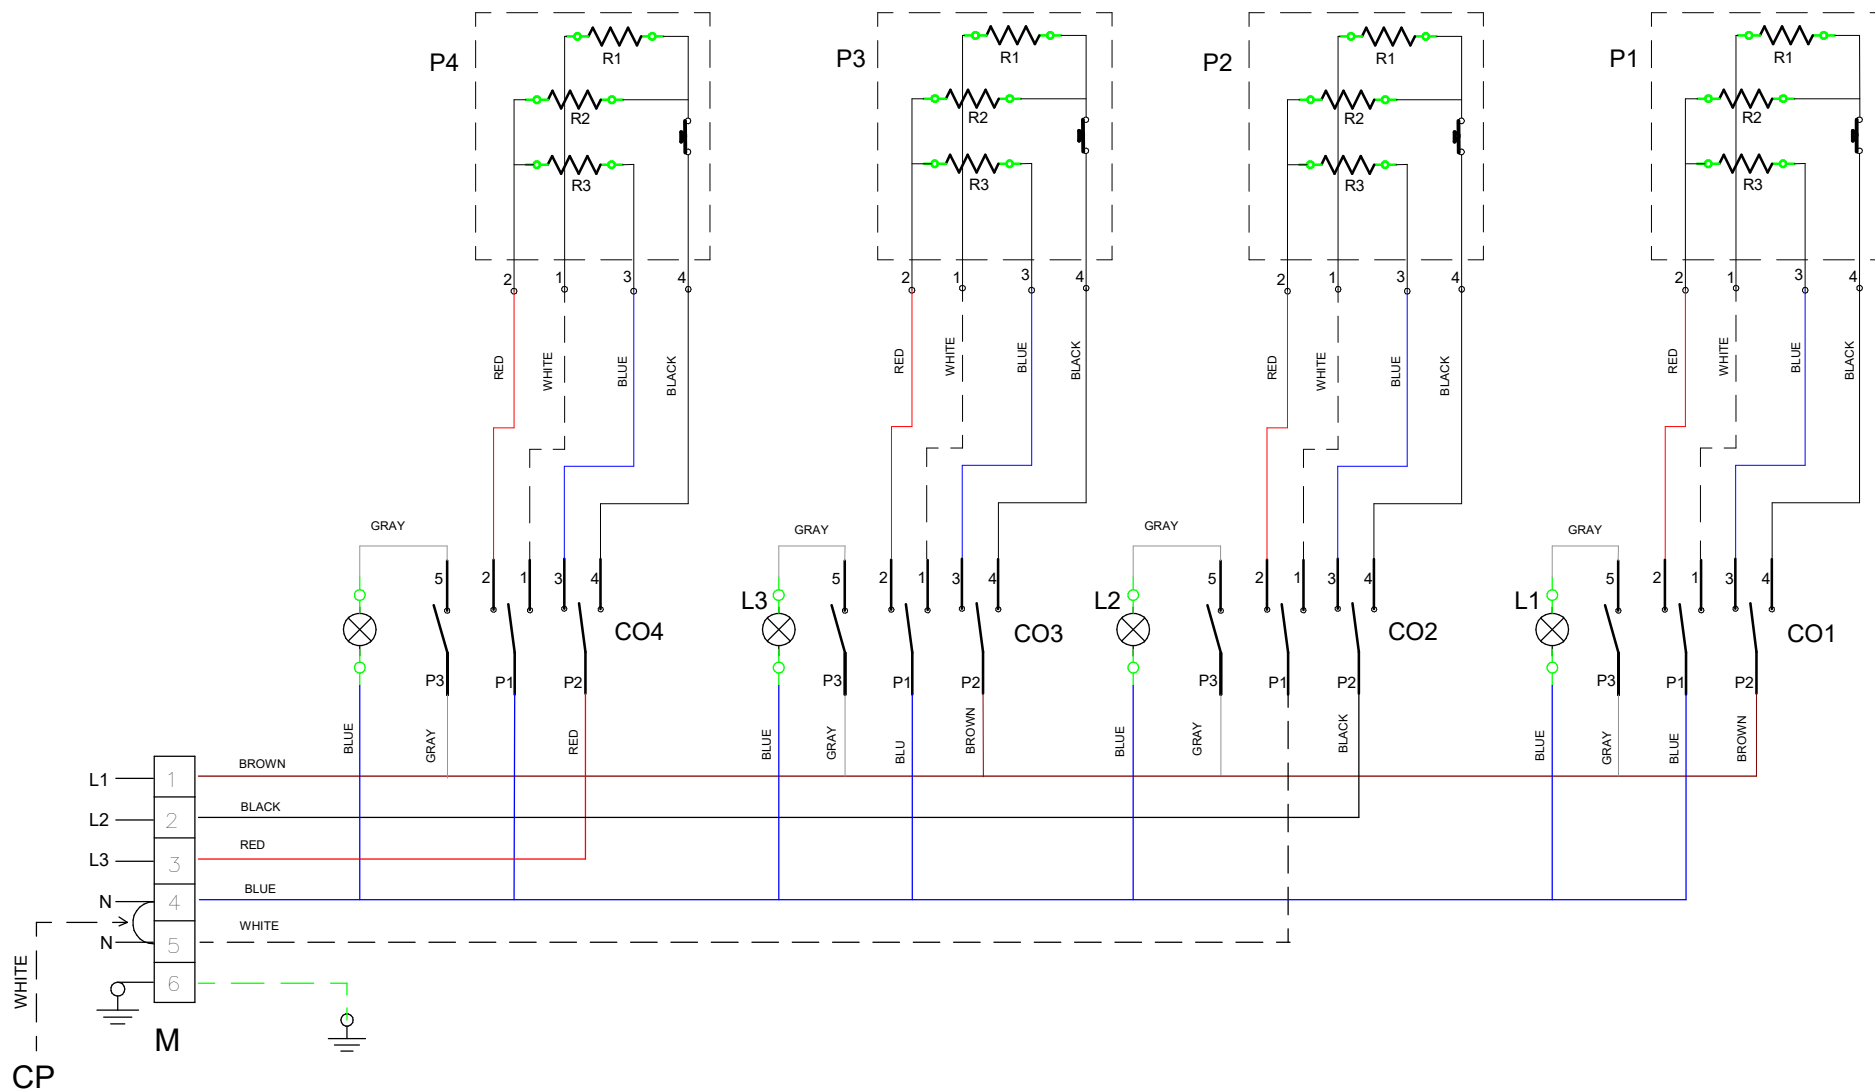 P4 R1 P3 R1 P2 R1 P1 R1
R2 R2 R2 R2
R3 R3 R3 R3
2 1 3 4 2 1 3 4 2 1 3 4 2 1 3 4
RED WHITE BLUE BLACK RED WHITE BLUE BLACK RED WHITE BLUE BLACK RED WHITE BLUE BLACK
GRAY GRAY GRAY GRAY
5 2 1 3 4 5 2 1 3 4 5 2 1 3 4 5 2 1 3 4
L3 L2 L1
CO4 CO3 CO2 CO1
P3 P1 P2 P3 P1 P2 P3 P1 P2 P3 P1 P2
BLUE GRAY RED BLUE GRAY BLU BROWN BLUE GRAY BLACK BLUE GRAY BLUE BROWN
L1 1 BROWN
L2 2 BLACK
L3 3 RED
N 4 BLUE
N 5 WHITE
6
WHITE
M
CP